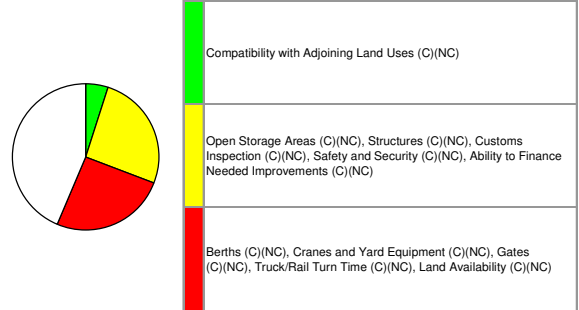 Compatibility with Adjoining Land Uses (C)(NC)
Open Storage Areas (C)(NC), Structures (C)(NC), Customs
Inspection (C)(NC), Safety and Security (C)(NC), Ability to Finance
Needed Improvements (C)(NC)
Berths (C)(NC), Cranes and Yard Equipment (C)(NC), Gates
(C)(NC), Truck/Rail Turn Time (C)(NC), Land Availability (C)(NC)